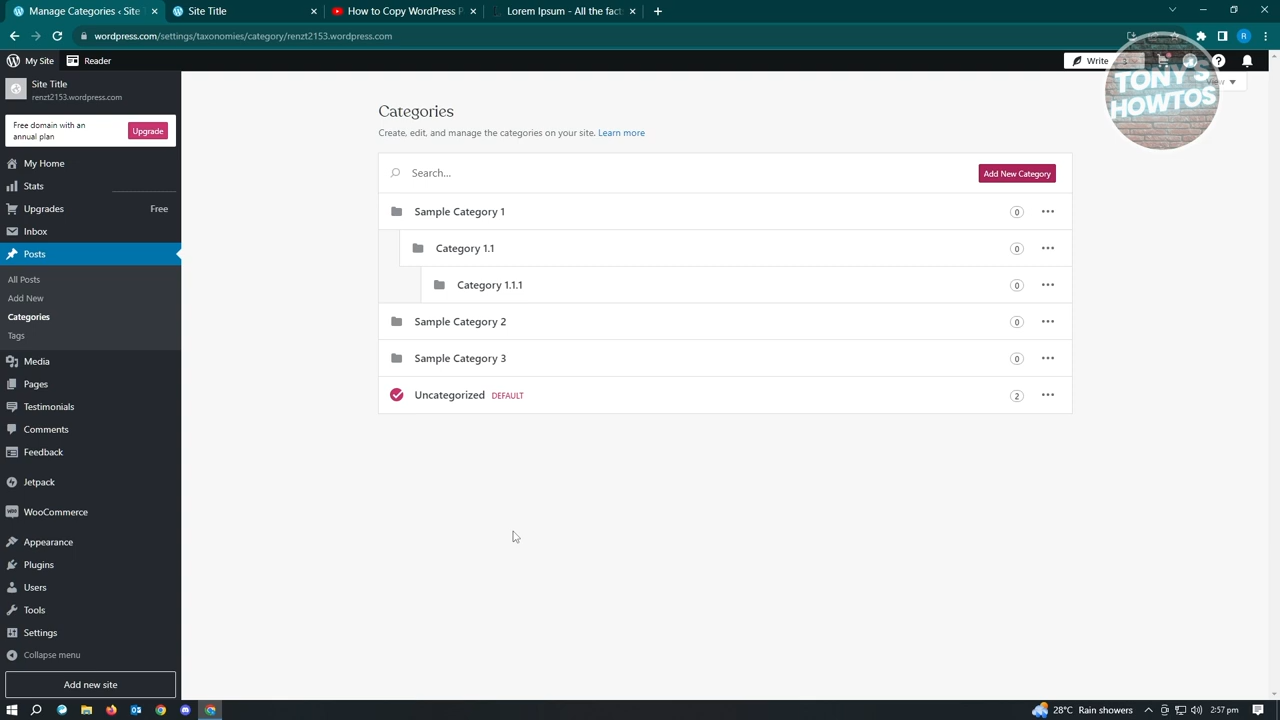 Manage Categories ‹ Site Title
Site Title
How to Copy WordPress P
Lorem Ipsum - All the fact
wordpress.com/settings/taxonomies/category/renzt2153.wordpress.com
R
My Site
Reader
Write
TONY'S
HOWTOS
Site Title
renzt2153.wordpress.com
Free domain with an
annual plan
Upgrade
My Home
Stats
Upgrades
Free
Inbox
Posts
All Posts
Add New
Categories
Tags
Media
Pages
Testimonials
Comments
Feedback
Jetpack
WooCommerce
Appearance
Plugins
Users
Tools
Settings
Collapse menu
Add new site
Categories
Create, edit, and manage the categories on your site. Learn more
Search...
Add New Category
Sample Category 1
0
Category 1.1
0
Category 1.1.1
0
Sample Category 2
0
Sample Category 3
0
Uncategorized DEFAULT
2
28°C Rain showers
2:57 pm